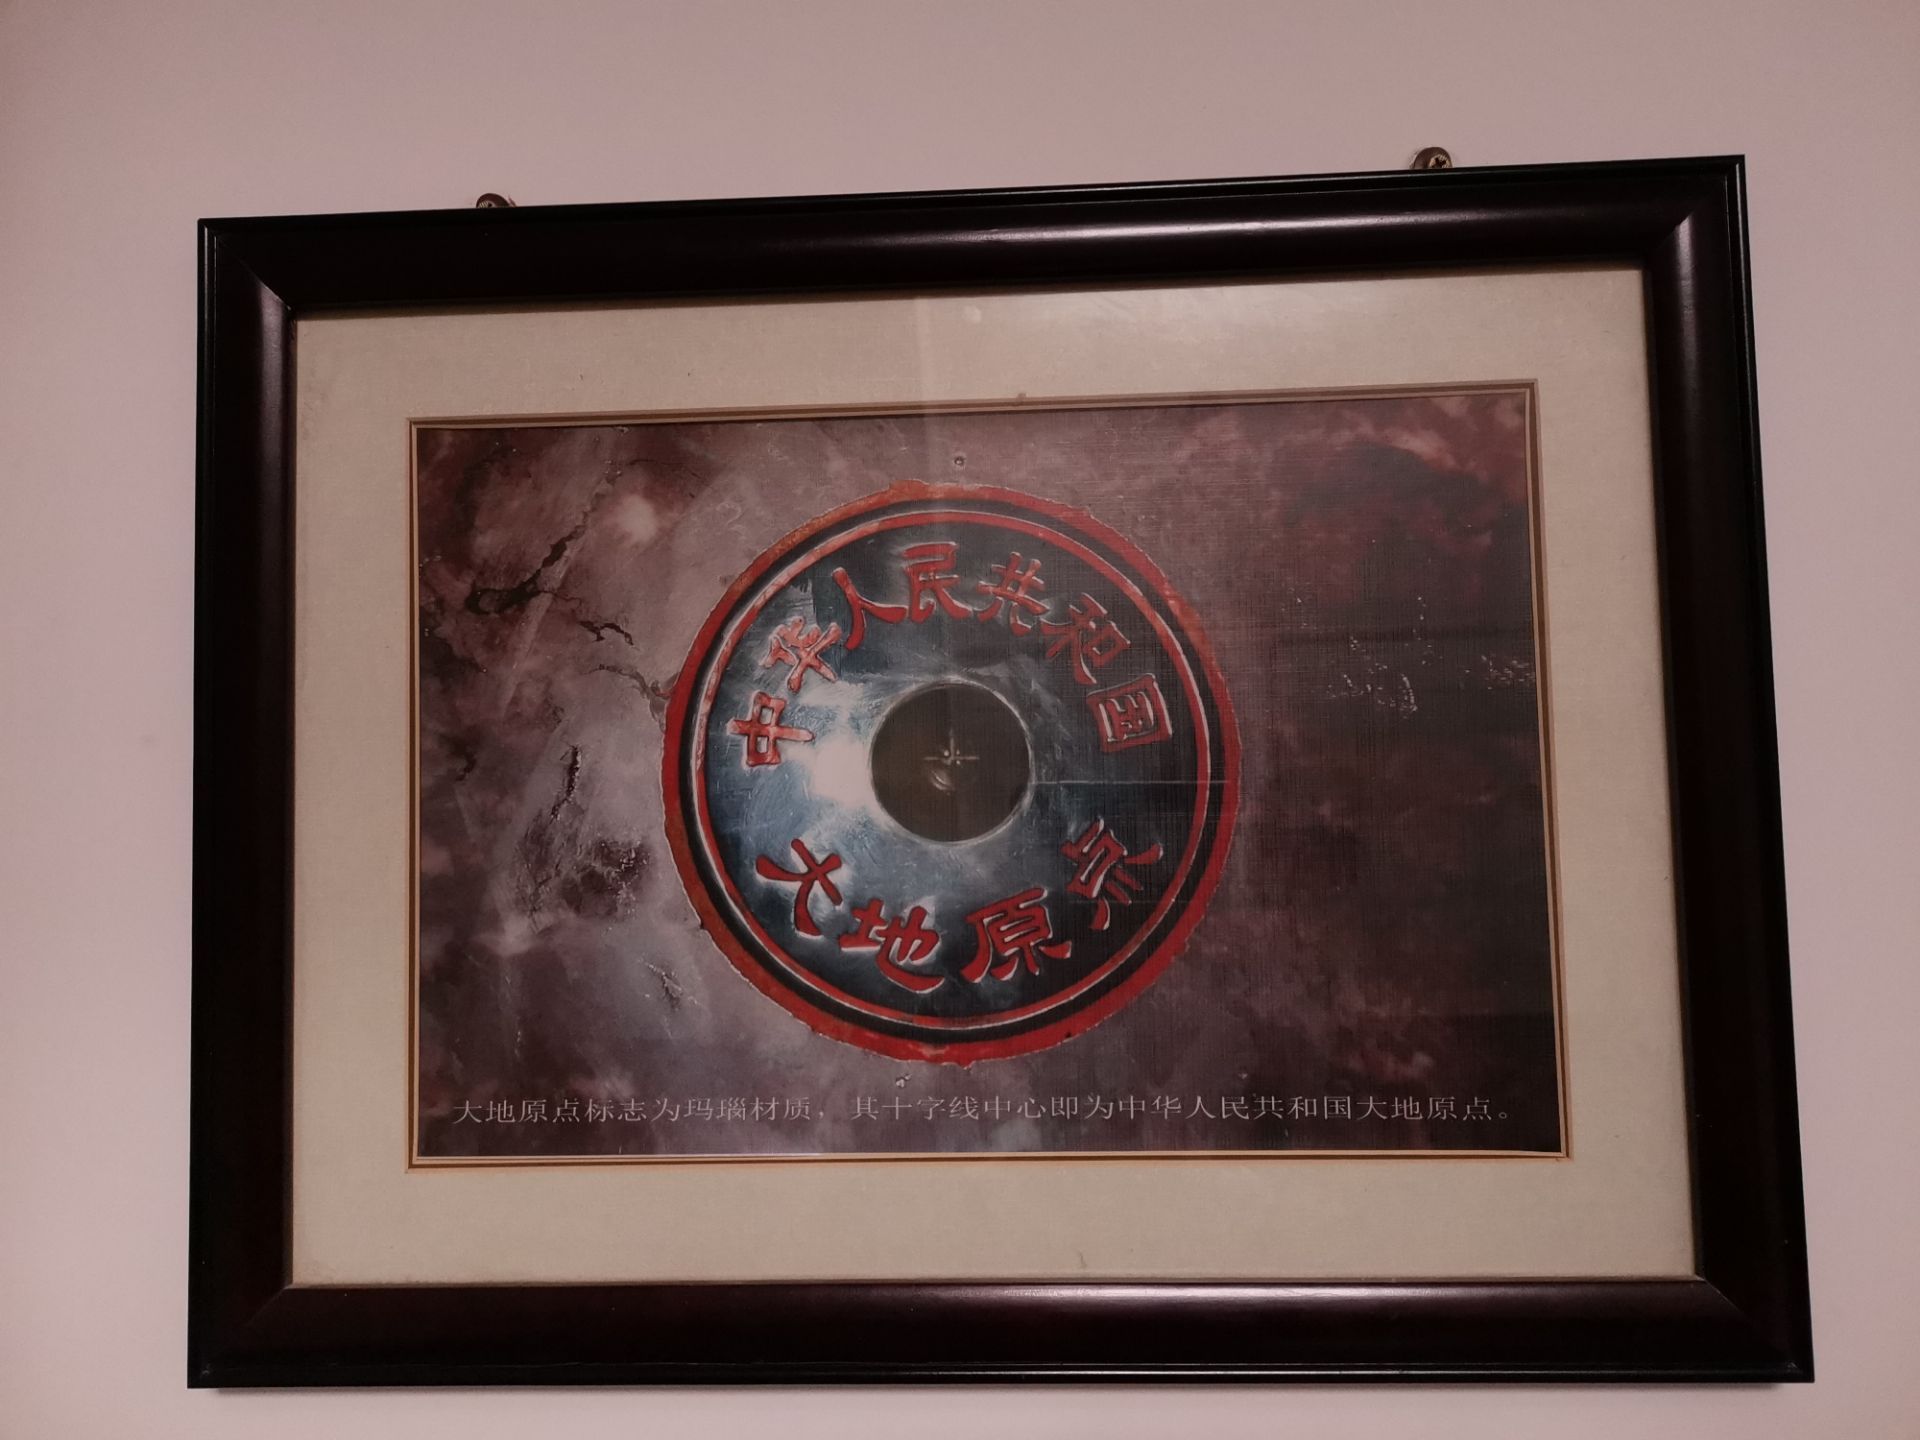 中华人民共和国
大地原点
大地原点标志为玛瑙材质，其十字线中心即为中华人民共和国大地原点。